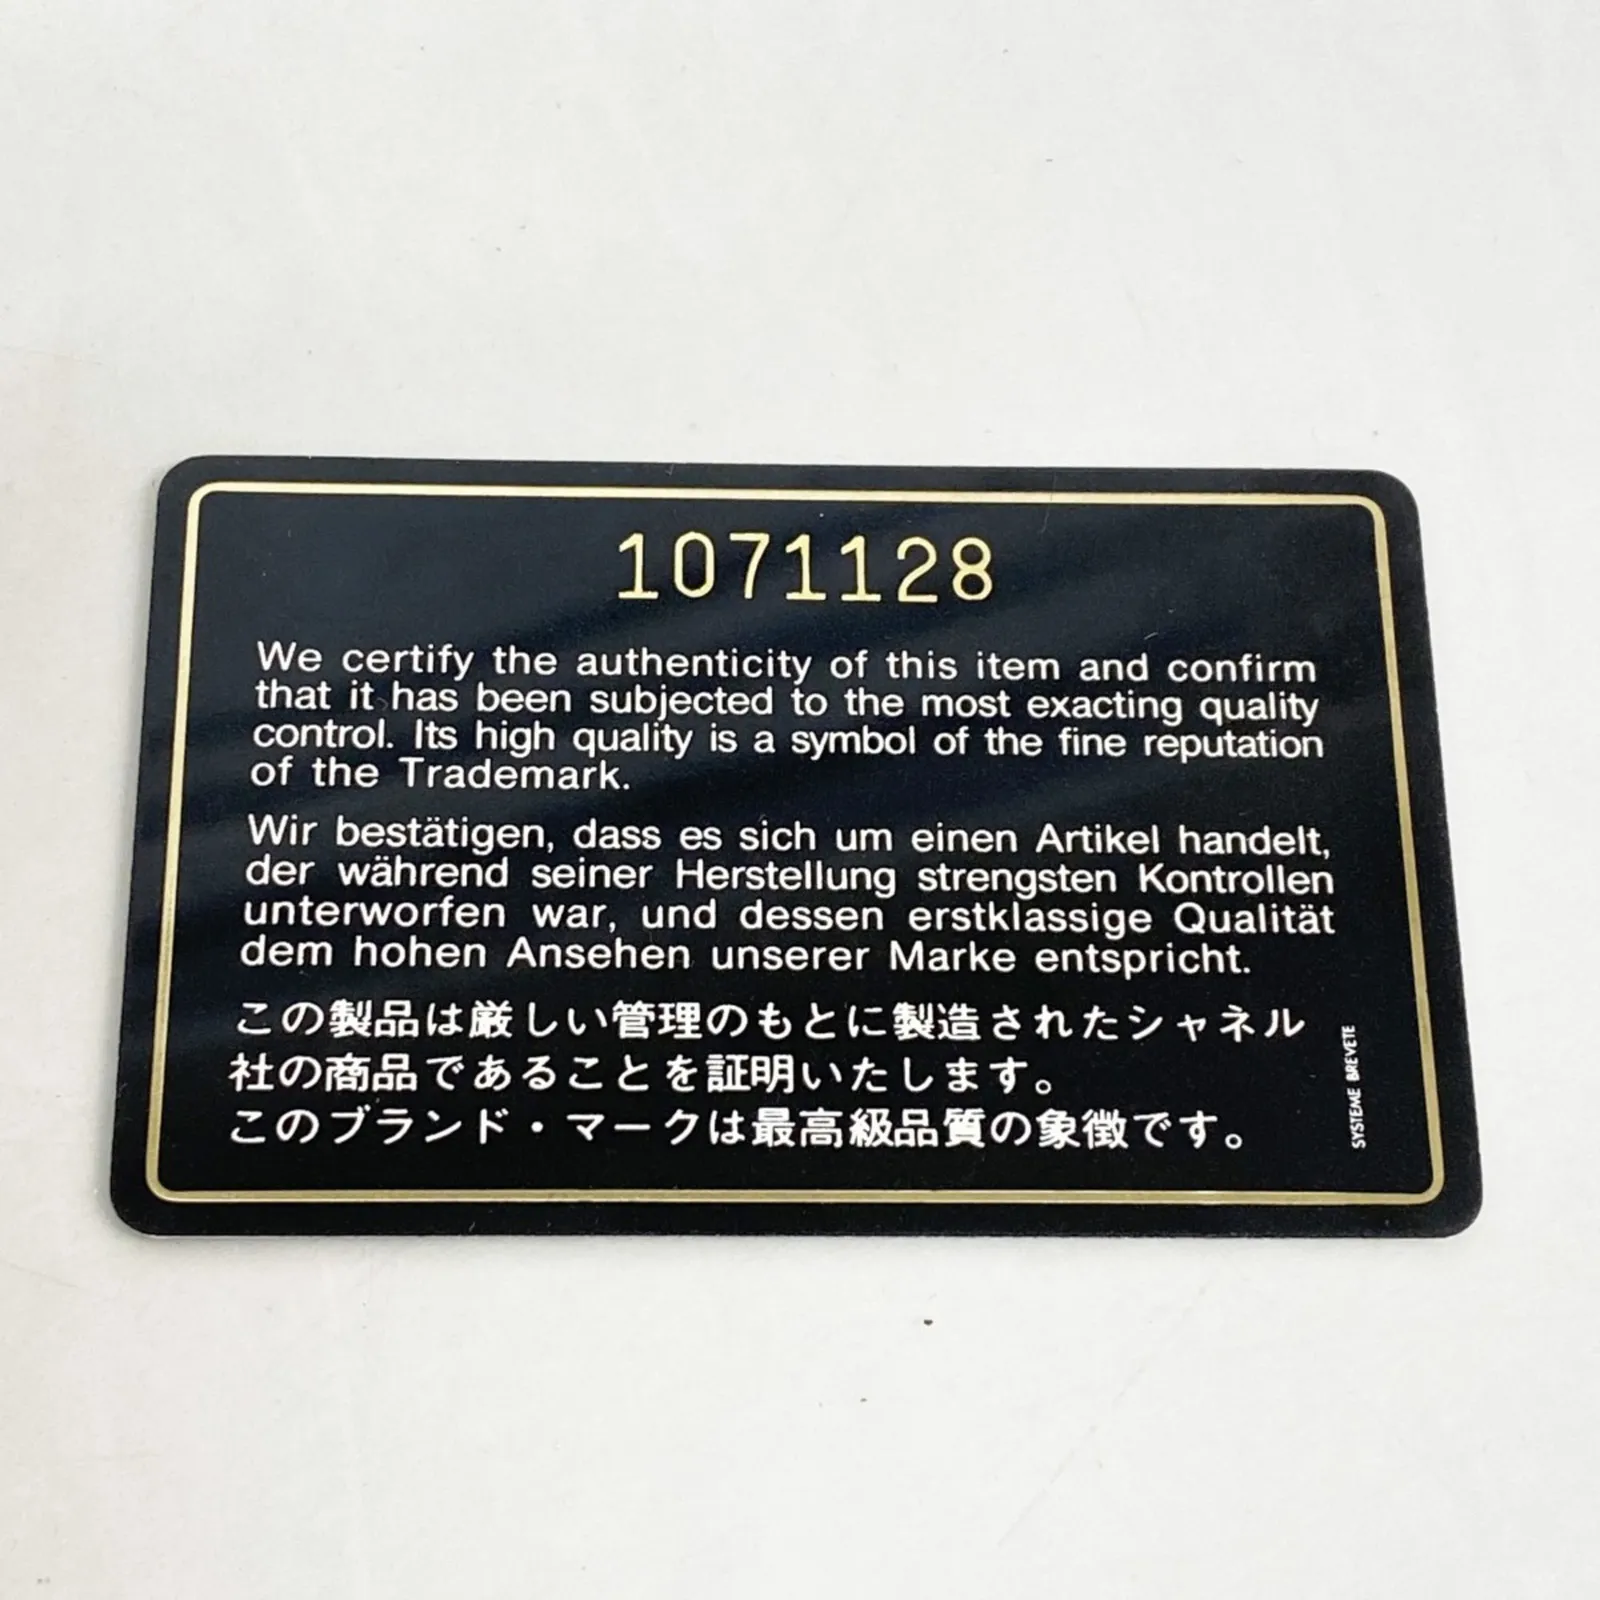 1071128
We certify the authenticity of this item and confirm
that it has been subjected to the most exacting quality
control. Its high quality is a symbol of the fine reputation
of the Trademark.
Wir bestätigen, dass es sich um einen Artikel handelt,
der während seiner Herstellung strengsten Kontrollen
unterworfen war, und dessen erstklassige Qualität
dem hohen Ansehen unserer Marke entspricht.
この製品は厳しい管理のもとに製造されたシャネル
社の商品であることを証明いたします。
このブランド・マークは最高級品質の象徴です。
SYSTEME BREVETE